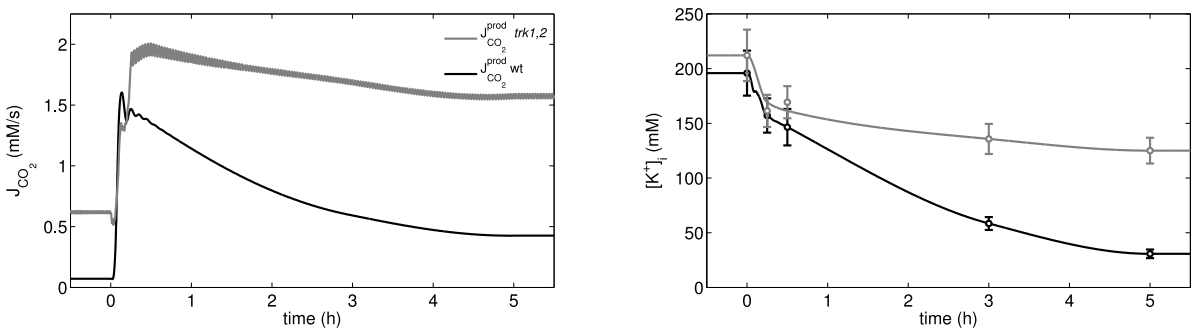 J^prod_CO2 trk1,2
J^prod_CO2 wt
J_CO2 (mM/s)
2
1.5
1
0.5
0
0 1 2 3 4 5
time (h)
[K+]i (mM)
250
200
150
100
50
0
0 1 2 3 4 5
time (h)